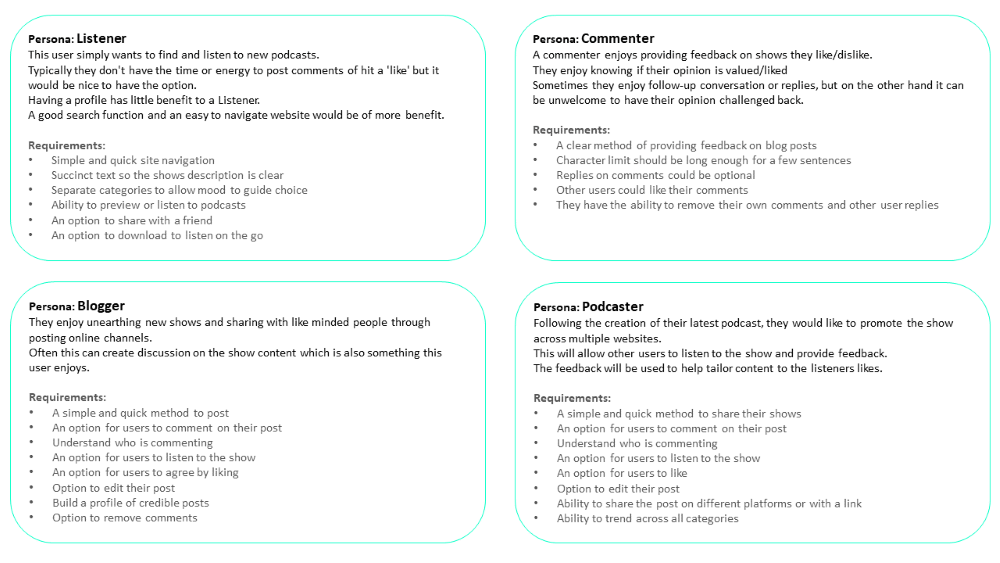 Persona: Listener
This user simply wants to find and listen to new podcasts.
Typically they don't have the time or energy to post comments of hit a 'like' but it
would be nice to have the option.
Having a profile has little benefit to a Listener.
A good search function and an easy to navigate website would be of more benefit.
Requirements:
• Simple and quick site navigation
• Succinct text so the shows description is clear
• Separate categories to allow mood to guide choice
• Ability to preview or listen to podcasts
• An option to share with a friend
• An option to download to listen on the go
Persona: Commenter
A commenter enjoys providing feedback on shows they like/dislike.
They enjoy knowing if their opinion is valued/liked
Sometimes they enjoy follow-up conversation or replies, but on the other hand it can
be unwelcome to have their opinion challenged back.
Requirements:
• A clear method of providing feedback on blog posts
• Character limit should be long enough for a few sentences
• Replies on comments could be optional
• Other users could like their comments
• They have the ability to remove their own comments and other user replies
Persona: Blogger
They enjoy unearthing new shows and sharing with like minded people through
posting online channels.
Often this can create discussion on the show content which is also something this
user enjoys.
Requirements:
• A simple and quick method to post
• An option for users to comment on their post
• Understand who is commenting
• An option for users to listen to the show
• An option for users to agree by liking
• Option to edit their post
• Build a profile of credible posts
• Option to remove comments
Persona: Podcaster
Following the creation of their latest podcast, they would like to promote the show
across multiple websites.
This will allow other users to listen to the show and provide feedback.
The feedback will be used to help tailor content to the listeners likes.
Requirements:
• A simple and quick method to share their shows
• An option for users to comment on their post
• Understand who is commenting
• An option for users to listen to the show
• An option for users to like
• Option to edit their post
• Ability to share the post on different platforms or with a link
• Ability to trend across all categories